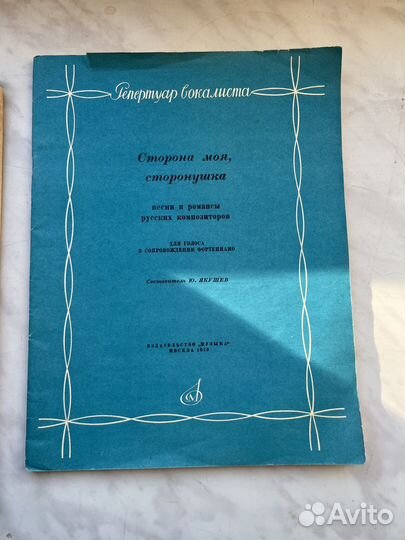 Репертуар вокалиста
Сторона моя,
сторонушка
песни и романсы
русских композиторов
ДЛЯ ГОЛОСА
В СОПРОВОЖДЕНИИ ФОРТЕПИАНО
Составитель Ю. ЯКУШЕВ
ИЗДАТЕЛЬСТВО „МУЗЫКА“
МОСКВА 1970
Avito